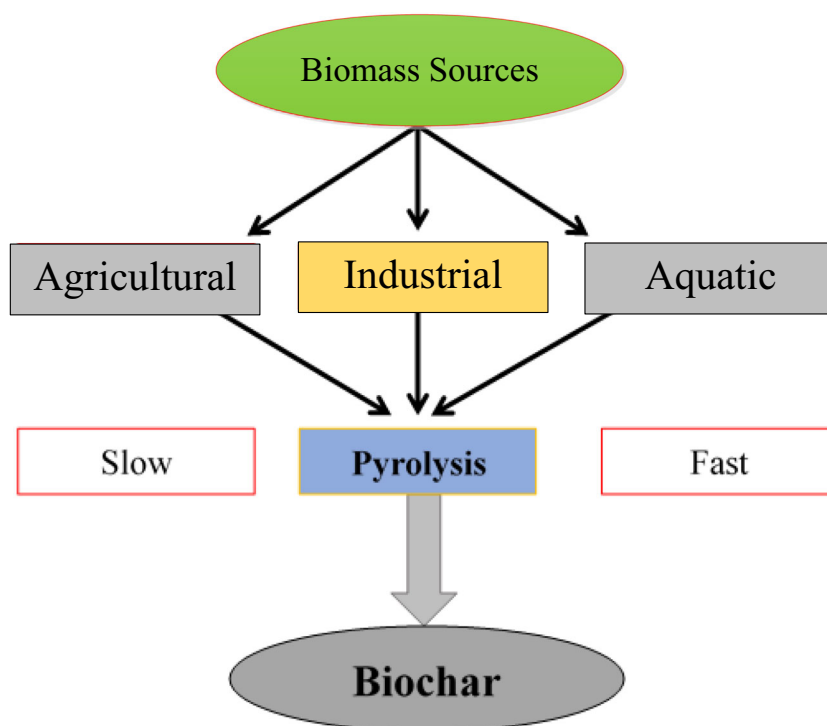 Biomass Sources
Agricultural
Industrial
Aquatic
Slow
Pyrolysis
Fast
Biochar